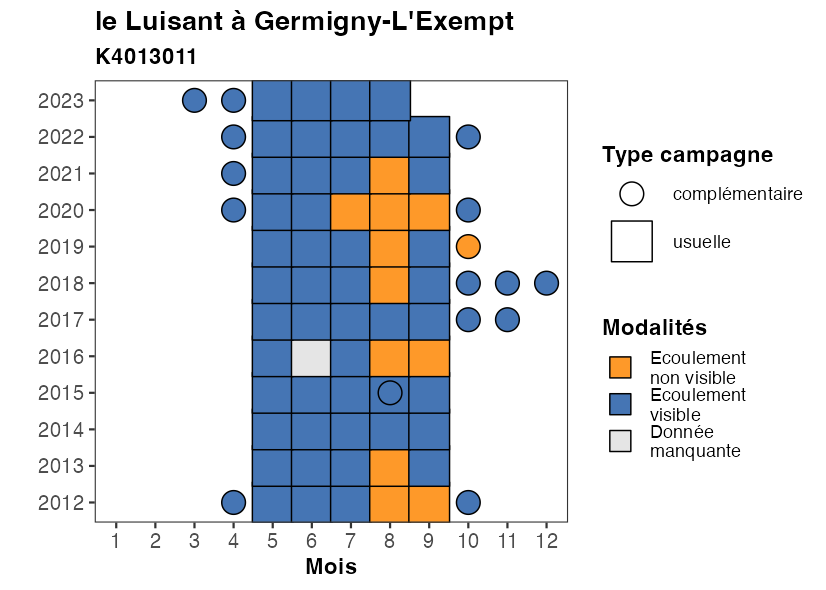 le Luisant à Germigny-L'Exempt
K4013011
2023
2022
2021
2020
2019
2018
2017
2016
2015
2014
2013
2012
1 2 3 4 5 6 7 8 9 10 11 12
Mois
Type campagne
complémentaire
usuelle
Modalités
Ecoulement
non visible
Ecoulement
visible
Donnée
manquante